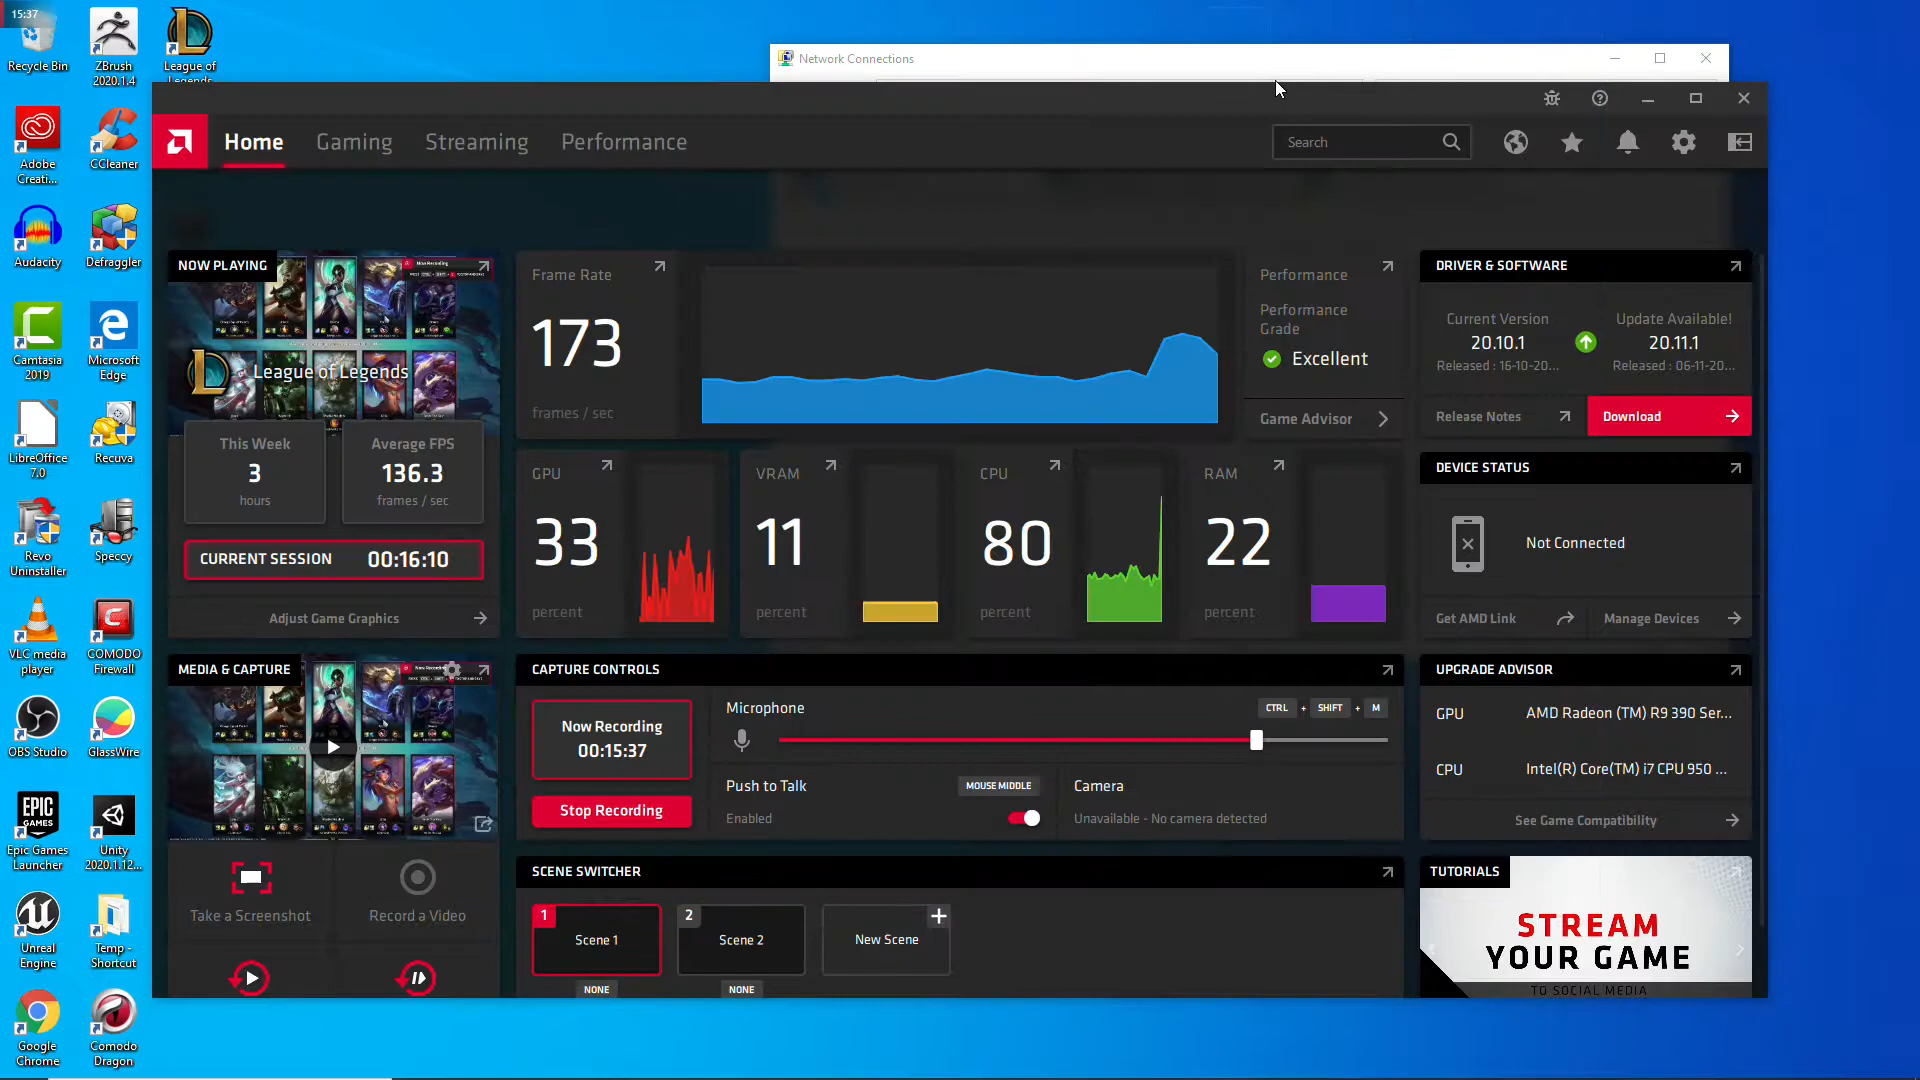 15:37
Recycle Bin
ZBrush
2020.1.4
League of
Legends
Adobe
Creati...
CCleaner
Audacity
Defraggler
Camtasia
2019
Microsoft
Edge
LibreOffice
7.0
Recuva
Revo
Uninstaller
Speccy
VLC media
player
COMODO
Firewall
OBS Studio
GlassWire
EPIC
GAMES
Epic Games
Launcher
Unity
2020.1.12...
Unreal
Engine
Temp -
Shortcut
Google
Chrome
Comodo
Dragon
Network Connections
Home
Gaming
Streaming
Performance
Search
NOW PLAYING
Now Recording
League of Legends
This Week
3
hours
Average FPS
136.3
frames / sec
CURRENT SESSION 00:16:10
Adjust Game Graphics
Frame Rate
173
frames / sec
Performance
Performance
Grade
Excellent
Game Advisor
GPU
33
percent
VRAM
11
percent
CPU
80
percent
RAM
22
percent
DRIVER & SOFTWARE
Current Version
20.10.1
Released : 16-10-20...
Update Available!
20.11.1
Released : 06-11-20...
Release Notes
Download
DEVICE STATUS
Not Connected
Get AMD Link
Manage Devices
MEDIA & CAPTURE
Now Recording
Take a Screenshot
Record a Video
CAPTURE CONTROLS
Now Recording
00:15:37
Stop Recording
Microphone
CTRL + SHIFT + M
Push to Talk
MOUSE MIDDLE
Enabled
Camera
Unavailable - No camera detected
SCENE SWITCHER
1
Scene 1
NONE
2
Scene 2
NONE
New Scene
UPGRADE ADVISOR
GPU AMD Radeon (TM) R9 390 Ser...
CPU Intel(R) Core(TM) i7 CPU 950 ...
See Game Compatibility
TUTORIALS
STREAM
YOUR GAME
TO SOCIAL MEDIA